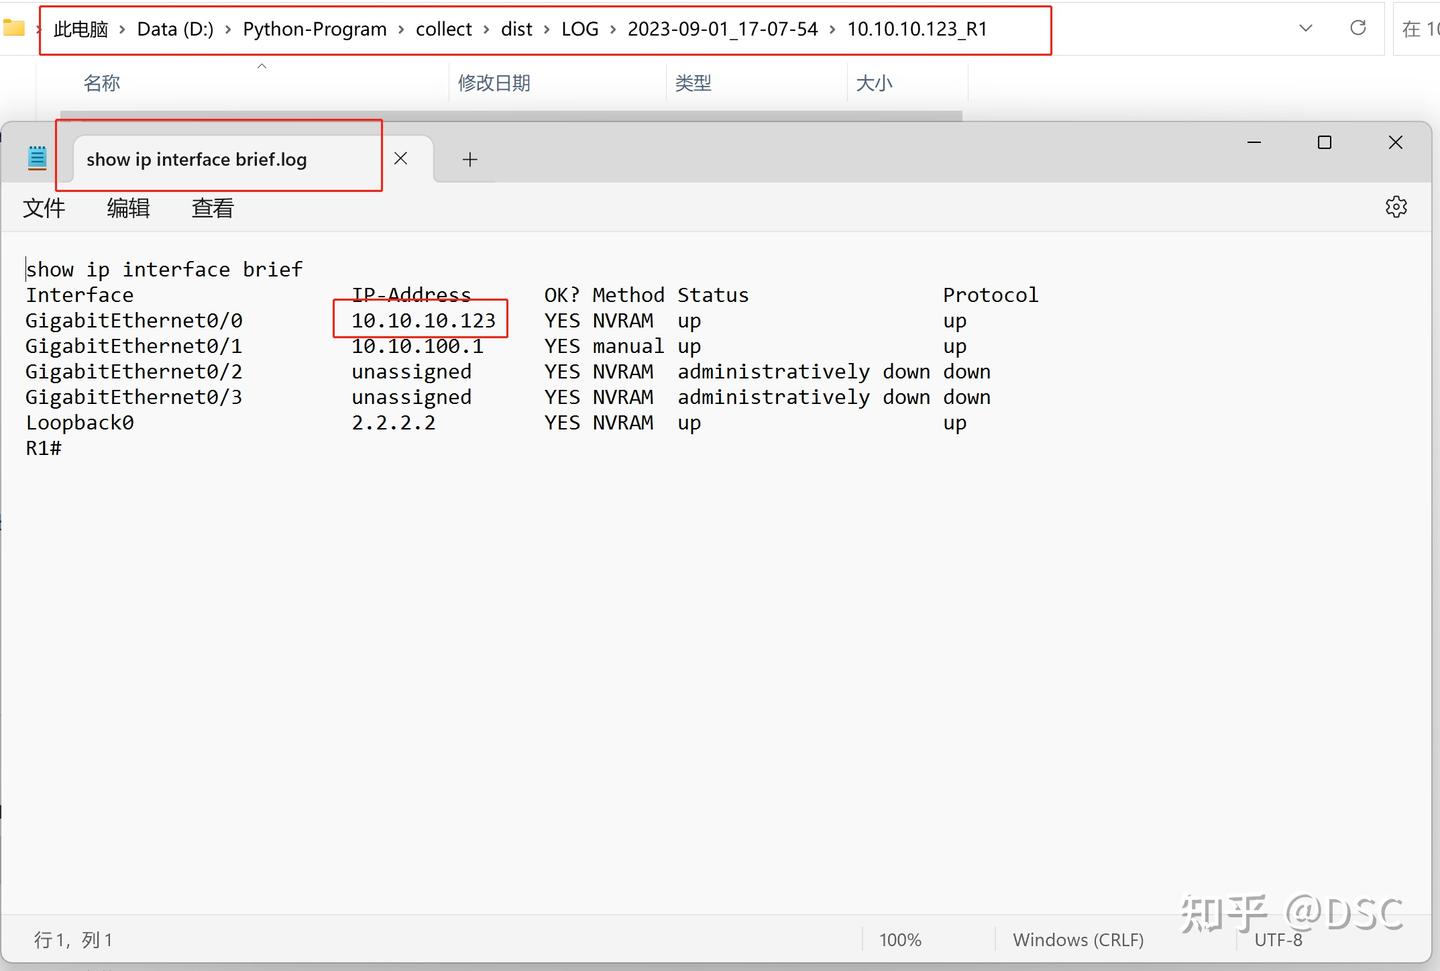 此电脑 › Data (D:) › Python-Program › collect › dist › LOG › 2023-09-01_17-07-54 › 10.10.10.123_R1
在 10
名称 修改日期 类型 大小
show ip interface brief.log
文件 编辑 查看
show ip interface brief
Interface IP-Address OK? Method Status Protocol
GigabitEthernet0/0 10.10.10.123 YES NVRAM up up
GigabitEthernet0/1 10.10.100.1 YES manual up up
GigabitEthernet0/2 unassigned YES NVRAM administratively down down
GigabitEthernet0/3 unassigned YES NVRAM administratively down down
Loopback0 2.2.2.2 YES NVRAM up up
R1#
知乎 @DSC
行 1，列 1 100% Windows (CRLF) UTF-8